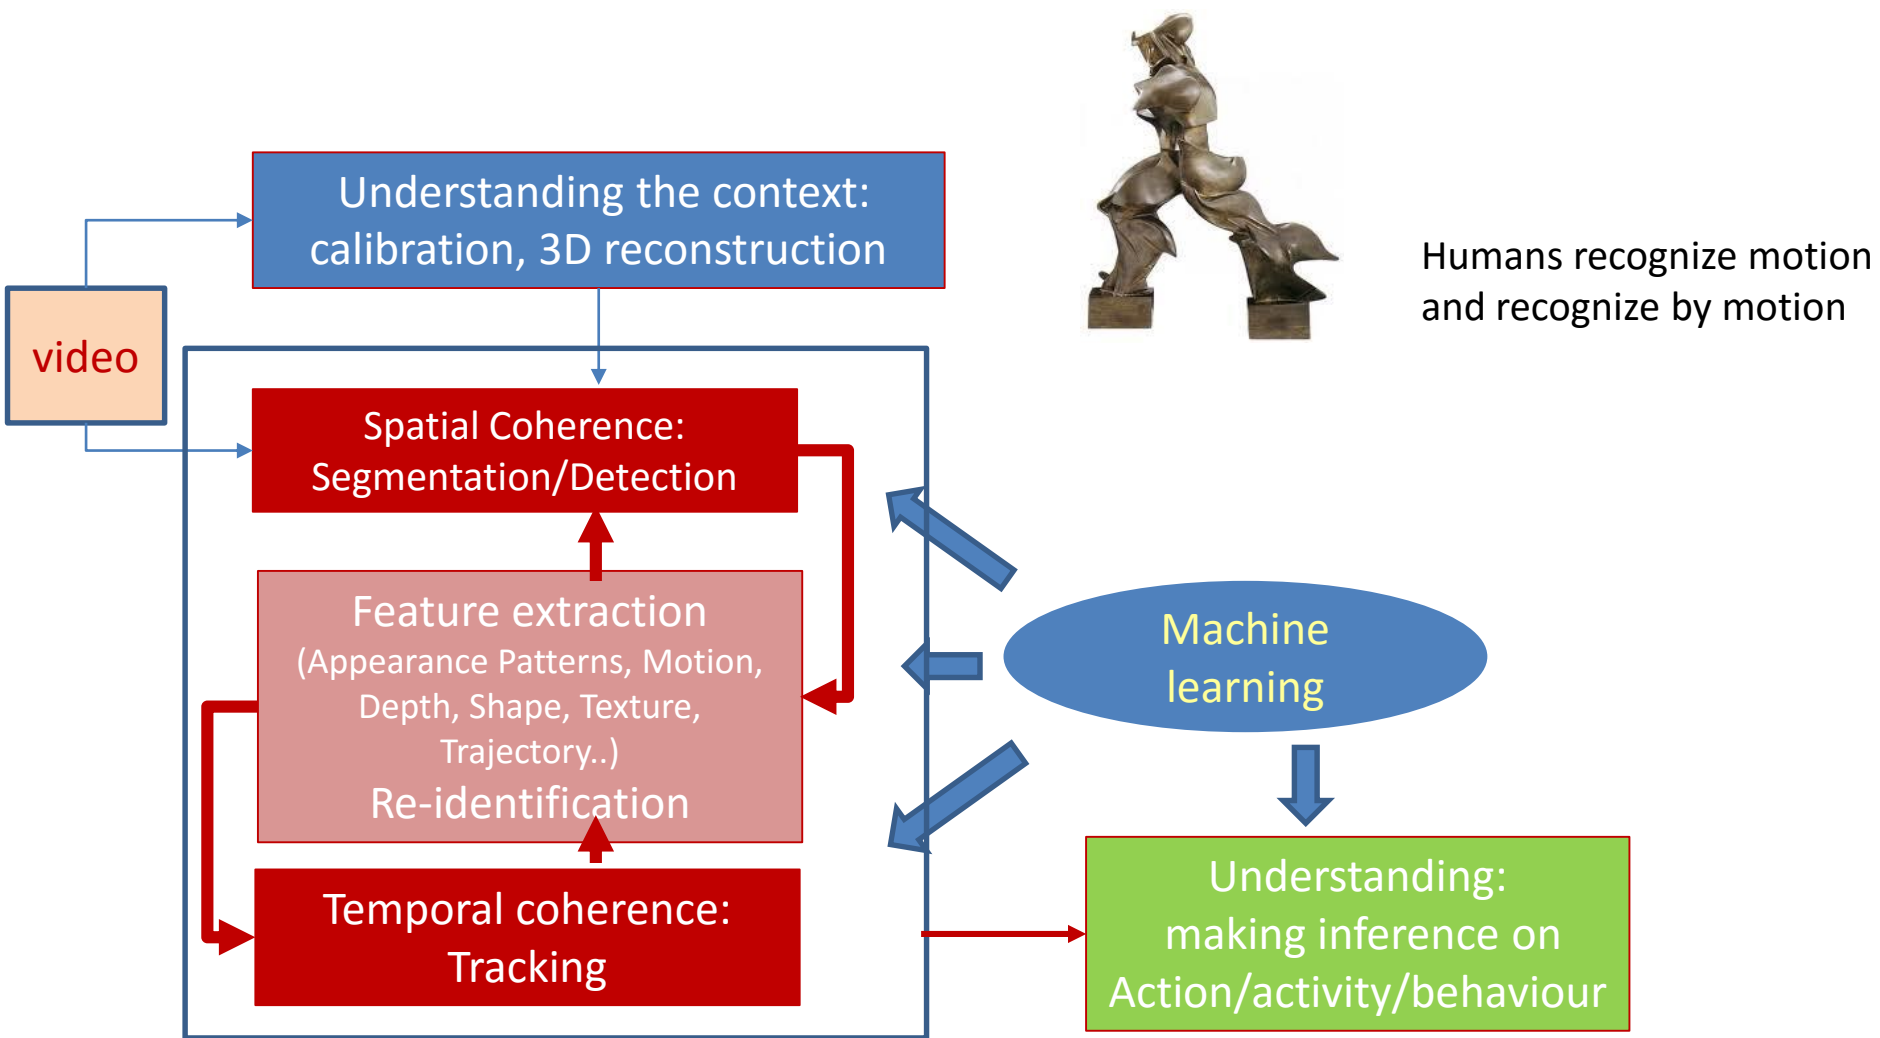 Understanding the context:
calibration, 3D reconstruction
Humans recognize motion
and recognize by motion
video
Spatial Coherence:
Segmentation/Detection
Feature extraction
(Appearance Patterns, Motion,
Depth, Shape, Texture,
Trajectory..)
Re-identification
Machine
learning
Temporal coherence:
Tracking
Understanding:
making inference on
Action/activity/behaviour